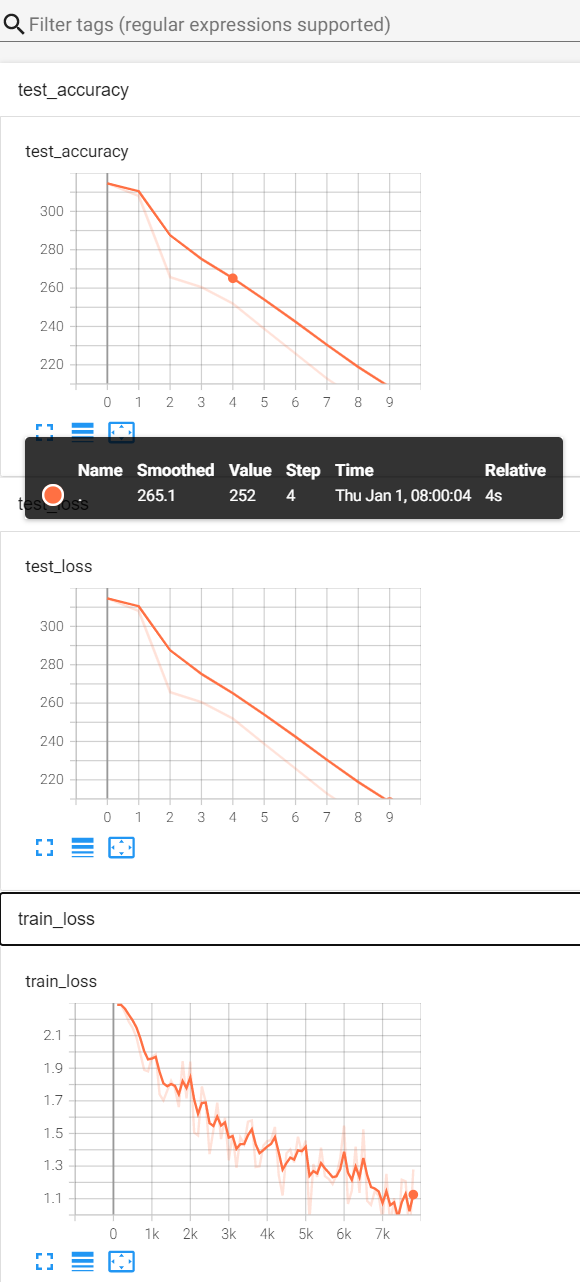 Filter tags (regular expressions supported)
test_accuracy
test_accuracy
300
280
260
240
220
0 1 2 3 4 5 6 7 8 9
Name Smoothed Value Step Time Relative
. 265.1 252 4 Thu Jan 1, 08:00:04 4s
test_loss
test_loss
300
280
260
240
220
0 1 2 3 4 5 6 7 8 9
train_loss
train_loss
2.1
1.9
1.7
1.5
1.3
1.1
0 1k 2k 3k 4k 5k 6k 7k